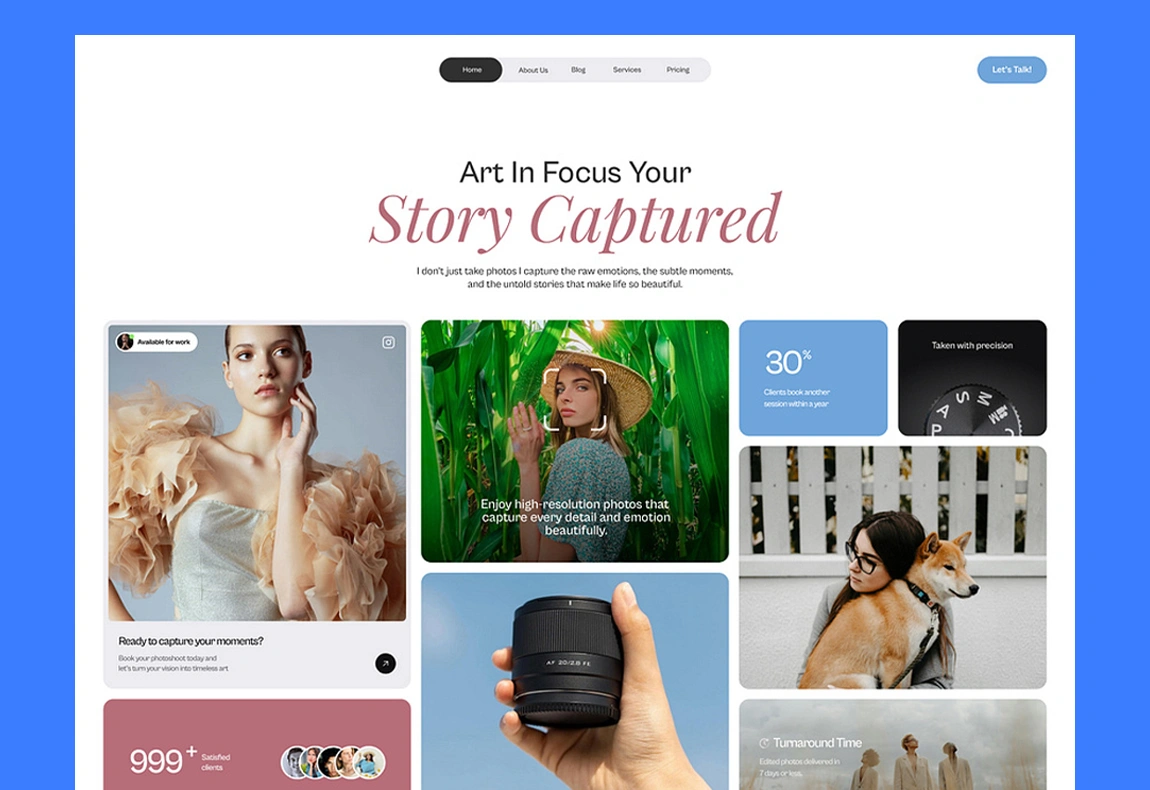 Home
About Us
Blog
Services
Pricing
Let's Talk!
Art In Focus Your
Story Captured
I don't just take photos I capture the raw emotions, the subtle moments,
and the untold stories that make life so beautiful.
Available for work
Ready to capture your moments?
Book your photoshoot today and
let's turn your vision into timeless art
999+
Satisfied
clients
Enjoy high-resolution photos that
capture every detail and emotion
beautifully.
AF 20/2.8 FE
30%
Clients book another
session within a year
Taken with precision
A S M
P
Turnaround Time
Edited photos delivered in
7 days or less.